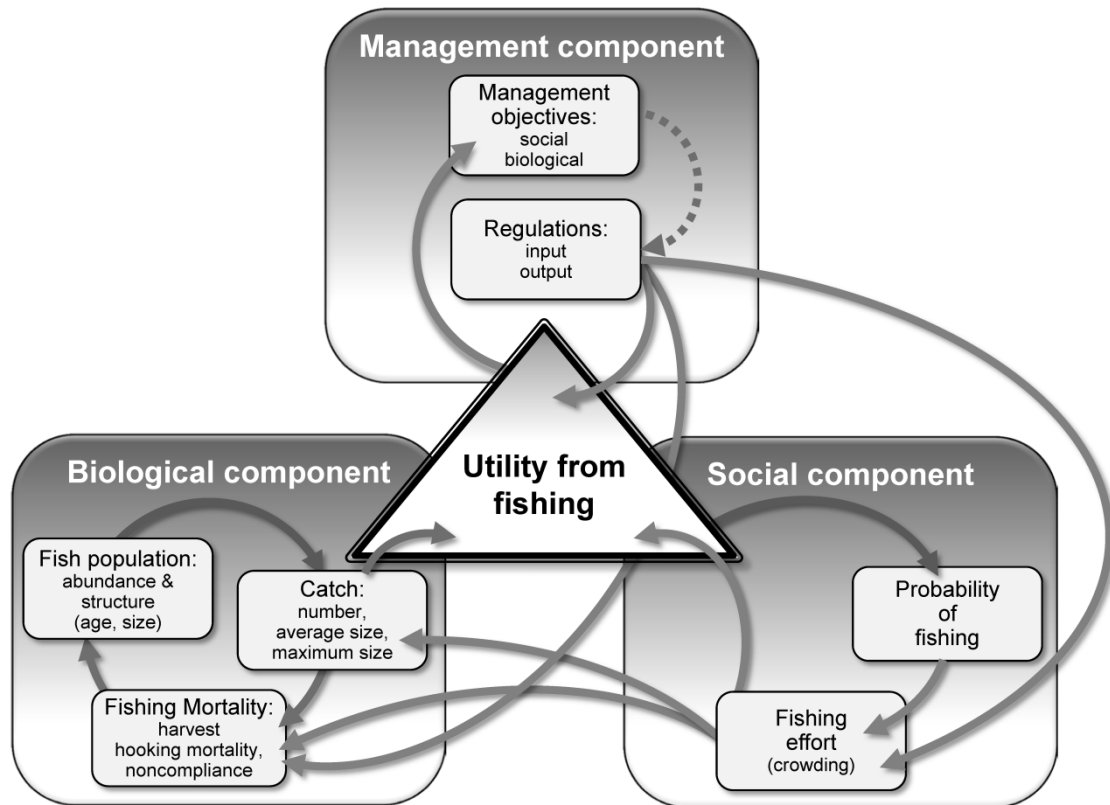 Management component
Management
objectives:
social
biological
Regulations:
input
output
Utility from
fishing
Biological component
Fish population:
abundance &
structure
(age, size)
Catch:
number,
average size,
maximum size
Fishing Mortality:
harvest
hooking mortality,
noncompliance
Social component
Probability
of
fishing
Fishing
effort
(crowding)